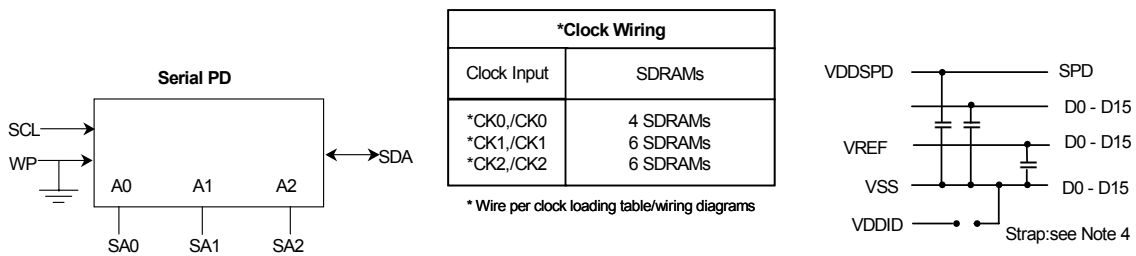 Serial PD
SCL
WP
A0 A1 A2
SDA
SA0 SA1 SA2
*Clock Wiring
Clock Input SDRAMs
*CK0,/CK0 4 SDRAMs
*CK1,/CK1 6 SDRAMs
*CK2,/CK2 6 SDRAMs
* Wire per clock loading table/wiring diagrams
VDDSPD SPD
D0 - D15
VREF D0 - D15
VSS D0 - D15
VDDID Strap:see Note 4